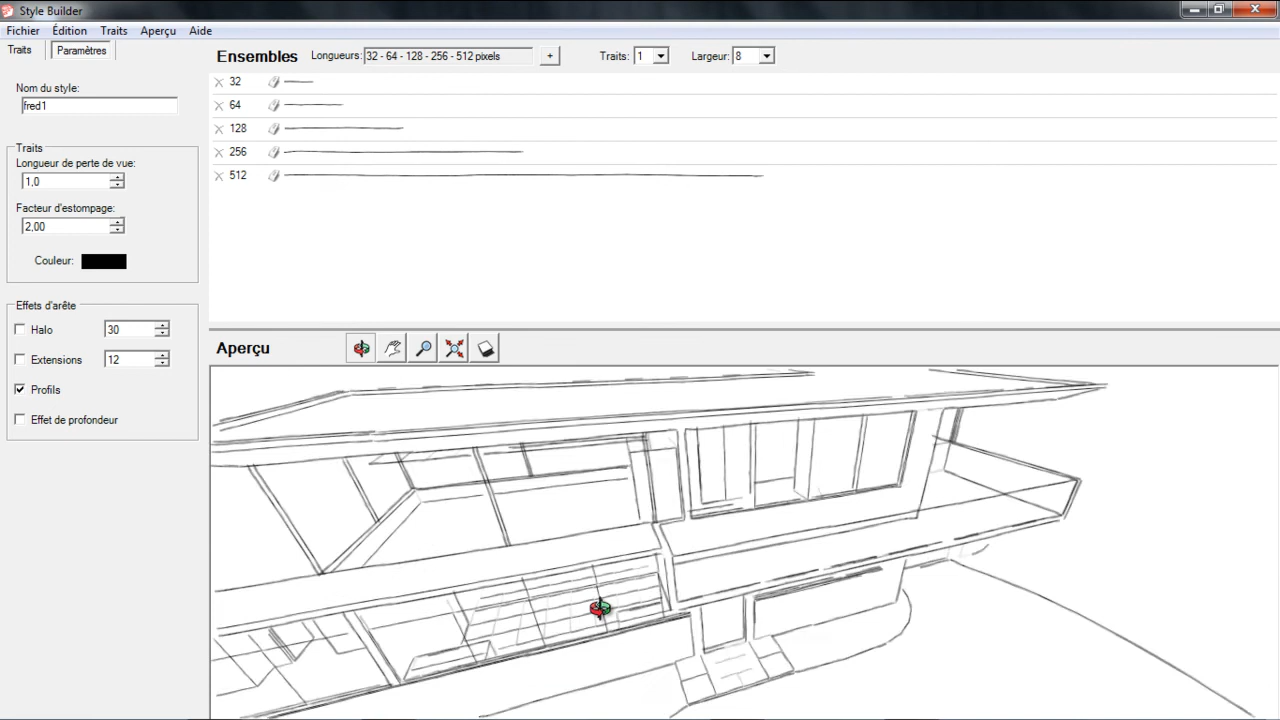 Style Builder
Fichier Édition Traits Aperçu Aide
Traits Paramètres
Ensembles Longueurs: 32 - 64 - 128 - 256 - 512 pixels + Traits: 1 Largeur: 8
32
64
128
256
512
Nom du style:
fred1
Traits
Longueur de perte de vue:
1,0
Facteur d'estompage:
2,00
Couleur:
Effets d'arête
Halo 30
Extensions 12
Profils
Effet de profondeur
Aperçu